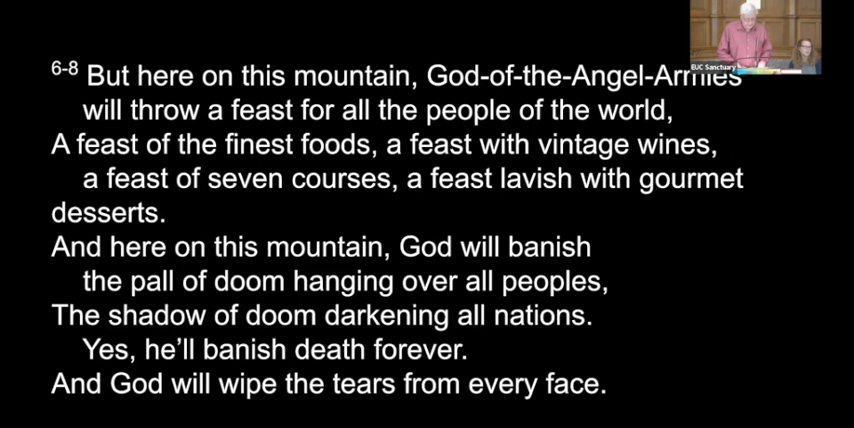 EUC Sanctuary
6-8 But here on this mountain, God-of-the-Angel-Armies
will throw a feast for all the people of the world,
A feast of the finest foods, a feast with vintage wines,
a feast of seven courses, a feast lavish with gourmet
desserts.
And here on this mountain, God will banish
the pall of doom hanging over all peoples,
The shadow of doom darkening all nations.
Yes, he’ll banish death forever.
And God will wipe the tears from every face.